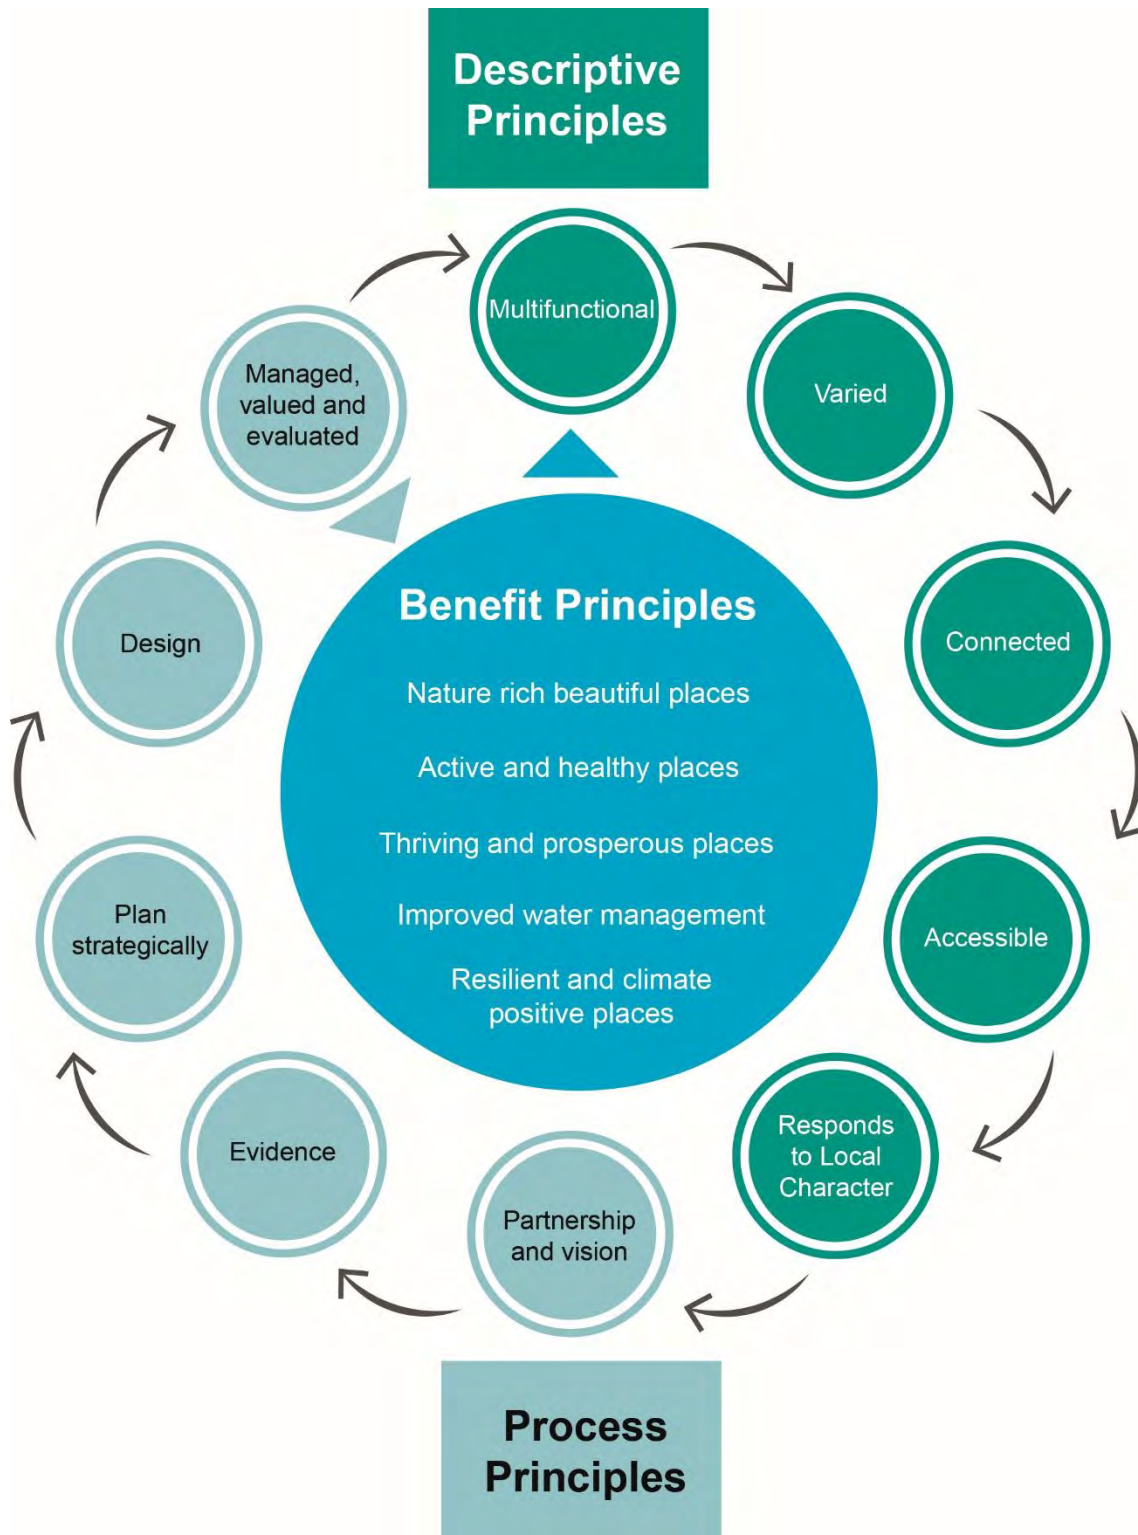 Descriptive
Principles
Multifunctional
Varied
Connected
Accessible
Responds
to Local
Character
Partnership
and vision
Evidence
Plan
strategically
Design
Managed,
valued and
evaluated
Benefit Principles
Nature rich beautiful places
Active and healthy places
Thriving and prosperous places
Improved water management
Resilient and climate
positive places
Process
Principles